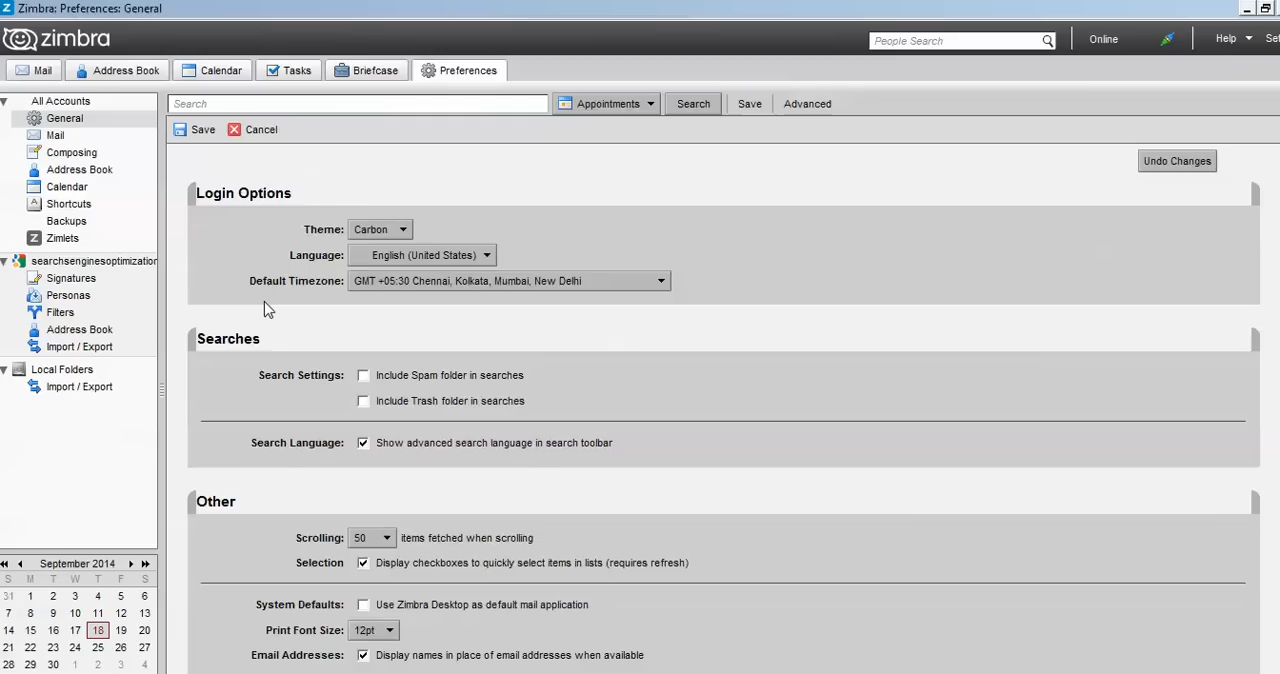 Zimbra: Preferences: General
zimbra
People Search
Online
Help
Mail
Address Book
Calendar
Tasks
Briefcase
Preferences
All Accounts
General
Mail
Composing
Address Book
Calendar
Shortcuts
Backups
Zimlets
searchsenginesoptimization
Signatures
Personas
Filters
Address Book
Import / Export
Local Folders
Import / Export
September 2014
S M T W T F S
31 1 2 3 4 5 6
7 8 9 10 11 12 13
14 15 16 17 18 19 20
21 22 23 24 25 26 27
28 29 30 1 2 3 4
Search
Appointments
Search
Save
Advanced
Save
Cancel
Undo Changes
Login Options
Theme: Carbon
Language: English (United States)
Default Timezone: GMT +05:30 Chennai, Kolkata, Mumbai, New Delhi
Searches
Search Settings: Include Spam folder in searches
Include Trash folder in searches
Search Language: Show advanced search language in search toolbar
Other
Scrolling: 50 items fetched when scrolling
Selection Display checkboxes to quickly select items in lists (requires refresh)
System Defaults: Use Zimbra Desktop as default mail application
Print Font Size: 12pt
Email Addresses: Display names in place of email addresses when available